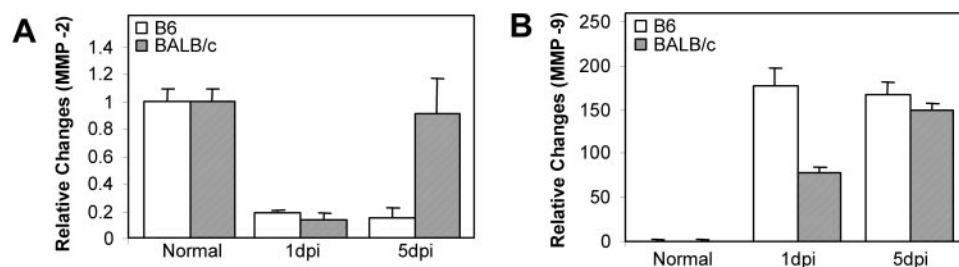 A
Relative Changes (MMP -2)
B6
BALB/c
1.4
1.2
1
0.8
0.6
0.4
0.2
0
Normal
1dpi
5dpi
B
Relative Changes (MMP -9)
B6
BALB/c
250
200
150
100
50
0
Normal
1dpi
5dpi